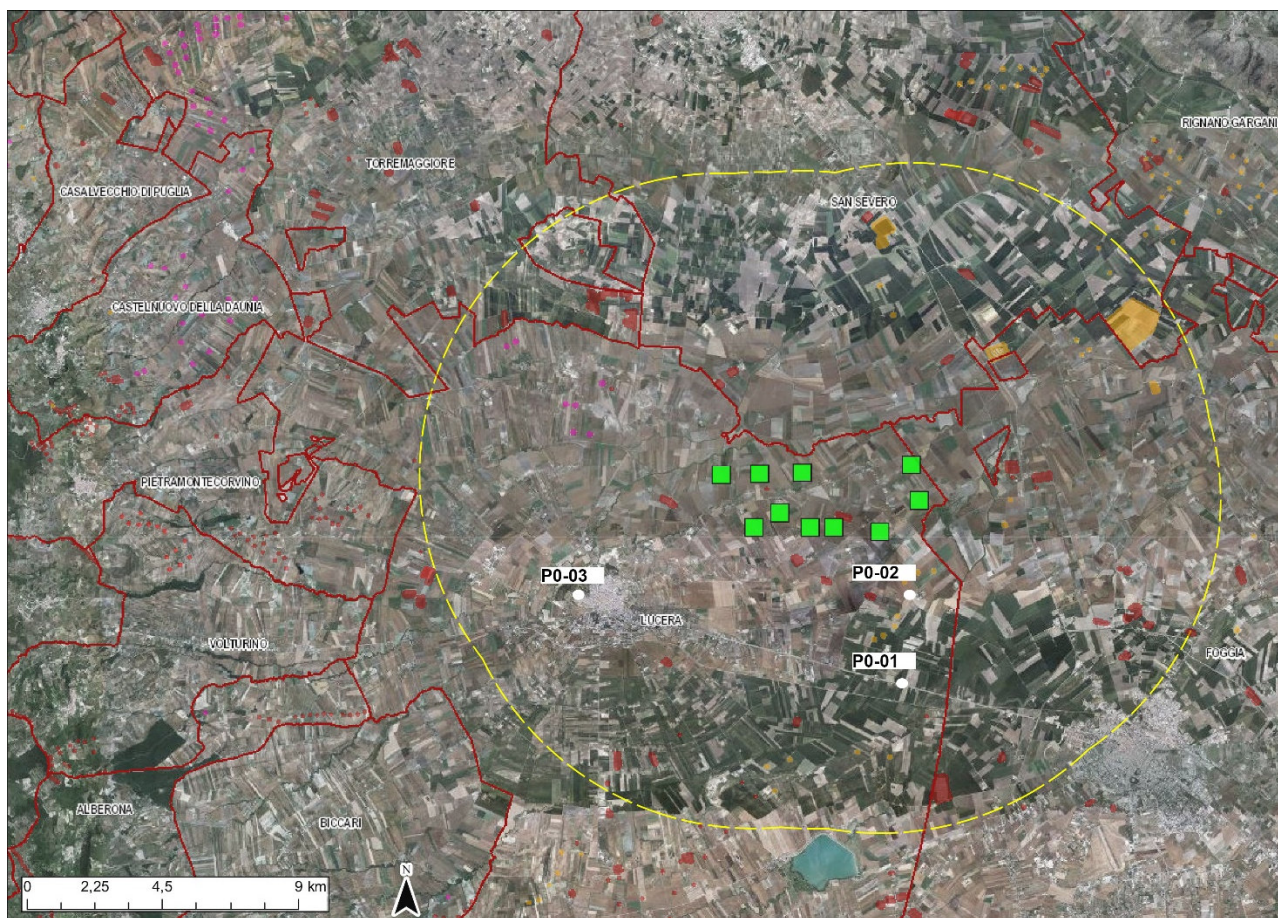 RIGNANO GARGANI
TORREMAGGIORE
CASALVECCHIO DI PUGLIA
SAN SEVERO
CASTELNUOVO DELLA DAUNIA
PIETRAMONTECORVINO
P0-03
P0-02
LUCERA
VOLTURINO
FOGGIA
P0-01
ALBERONA
BICCARI
N
0 2,25 4,5 9 km